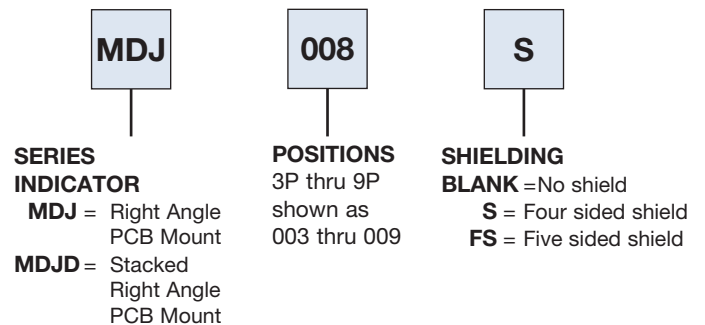 MDJ
008
S
SERIES
INDICATOR
MDJ = Right Angle
PCB Mount
MDJD = Stacked
Right Angle
PCB Mount
POSITIONS
3P thru 9P
shown as
003 thru 009
SHIELDING
BLANK =No shield
S = Four sided shield
FS = Five sided shield